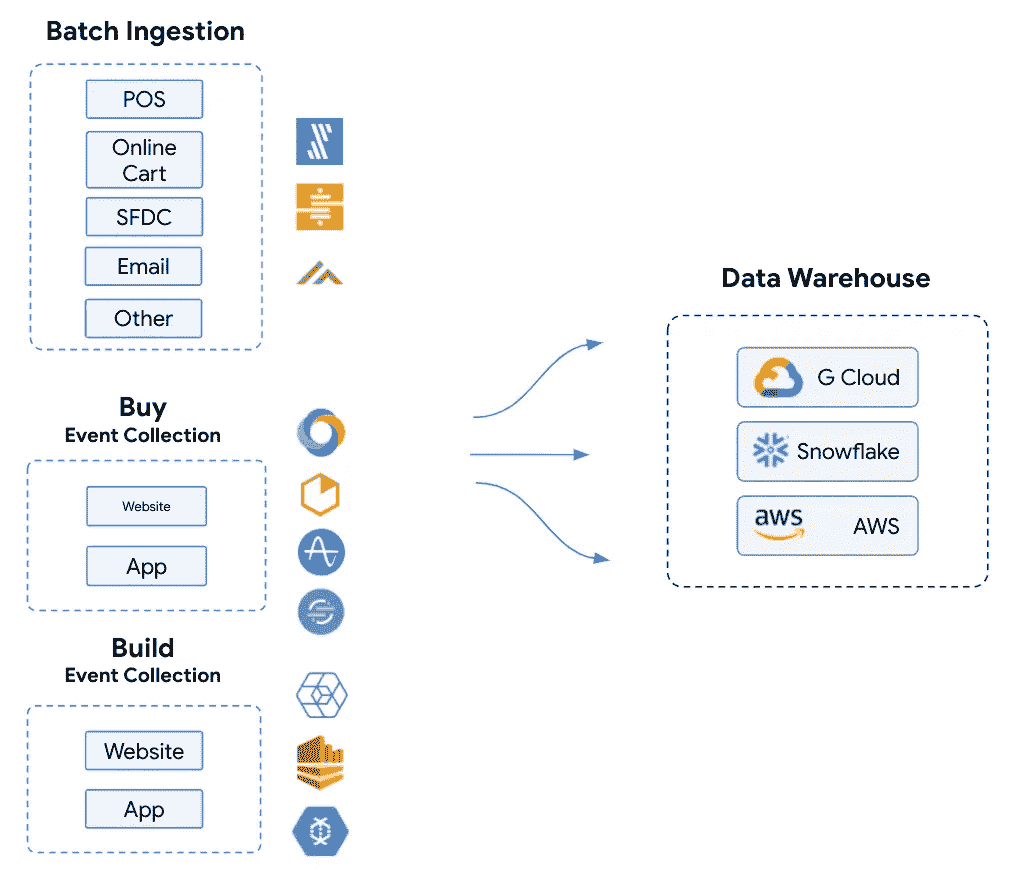 Batch Ingestion
POS
Online
Cart
SFDC
Email
Other
Buy
Event Collection
Website
App
Build
Event Collection
Website
App
Data Warehouse
G Cloud
Snowflake
aws AWS